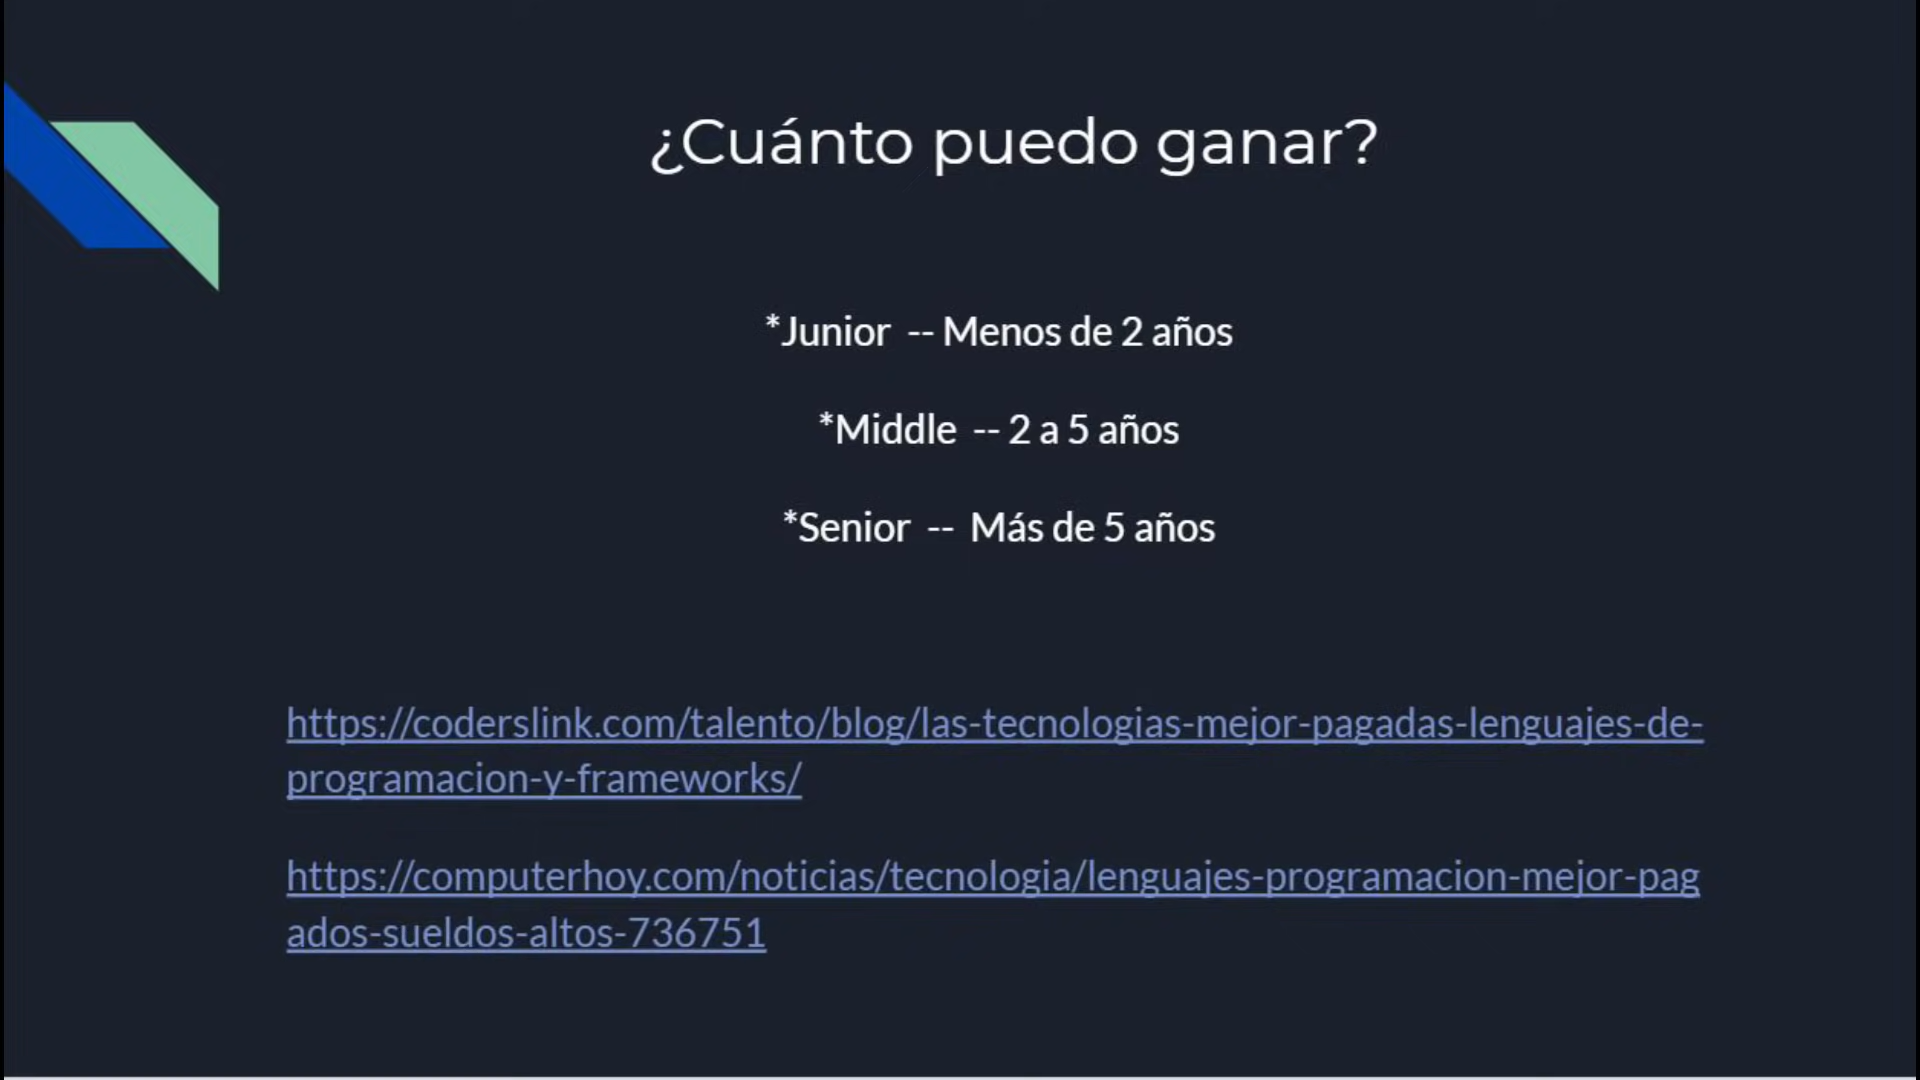 ¿Cuánto puedo ganar?
*Junior -- Menos de 2 años
*Middle -- 2 a 5 años
*Senior -- Más de 5 años
https://coderslink.com/talento/blog/las-tecnologias-mejor-pagadas-lenguajes-de-
programacion-y-frameworks/
https://computerhoy.com/noticias/tecnologia/lenguajes-programacion-mejor-pag
ados-sueldos-altos-736751